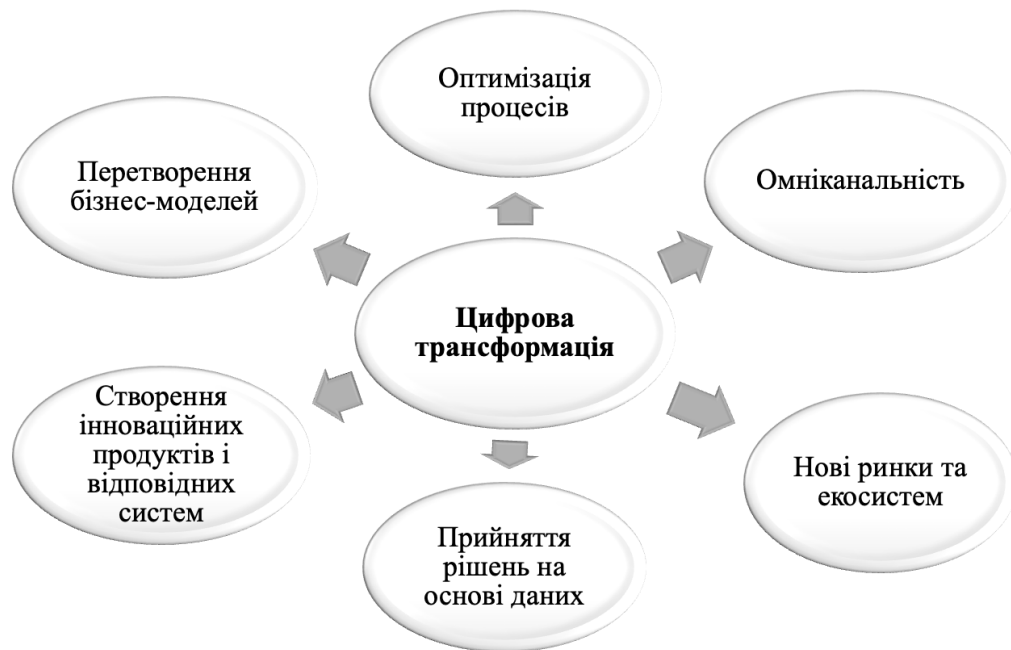 Оптимізація
процесів
Перетворення
бізнес-моделей
Омніканальність
Цифрова
трансформація
Створення
інноваційних
продуктів і
відповідних
систем
Нові ринки та
екосистем
Прийняття
рішень на
основі даних